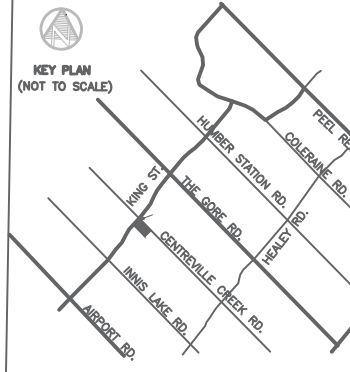 KEY PLAN
(NOT TO SCALE)
PEEL RE
COLERAINE RD.
HUMBER STATION RD.
KING ST.
THE GORE RD.
HEALEY RD.
CENTREVILLE CREEK RD.
INNIS LAKE RD.
AIRPORT RD.